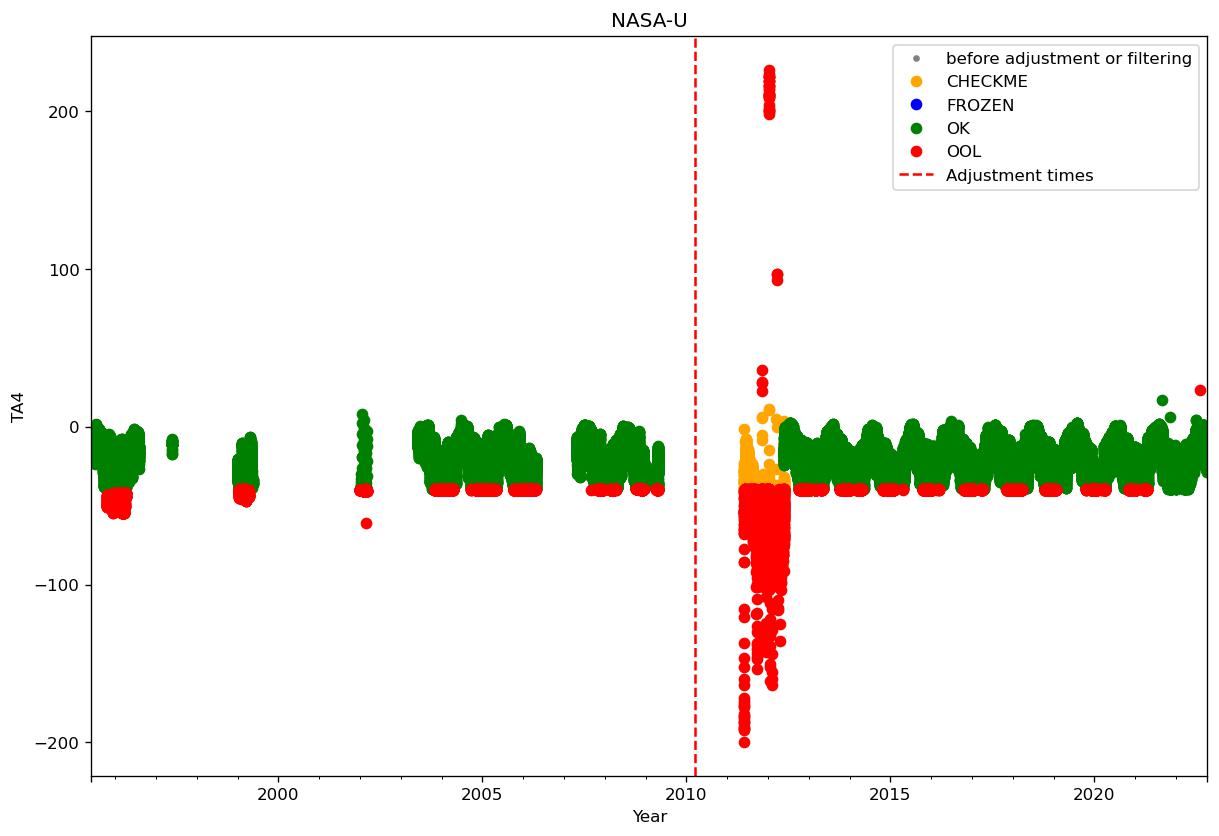 NASA-U
before adjustment or filtering
CHECKME
FROZEN
OK
OOL
Adjustment times
200
100
0
−100
−200
TA4
2000 2005 2010 2015 2020
Year